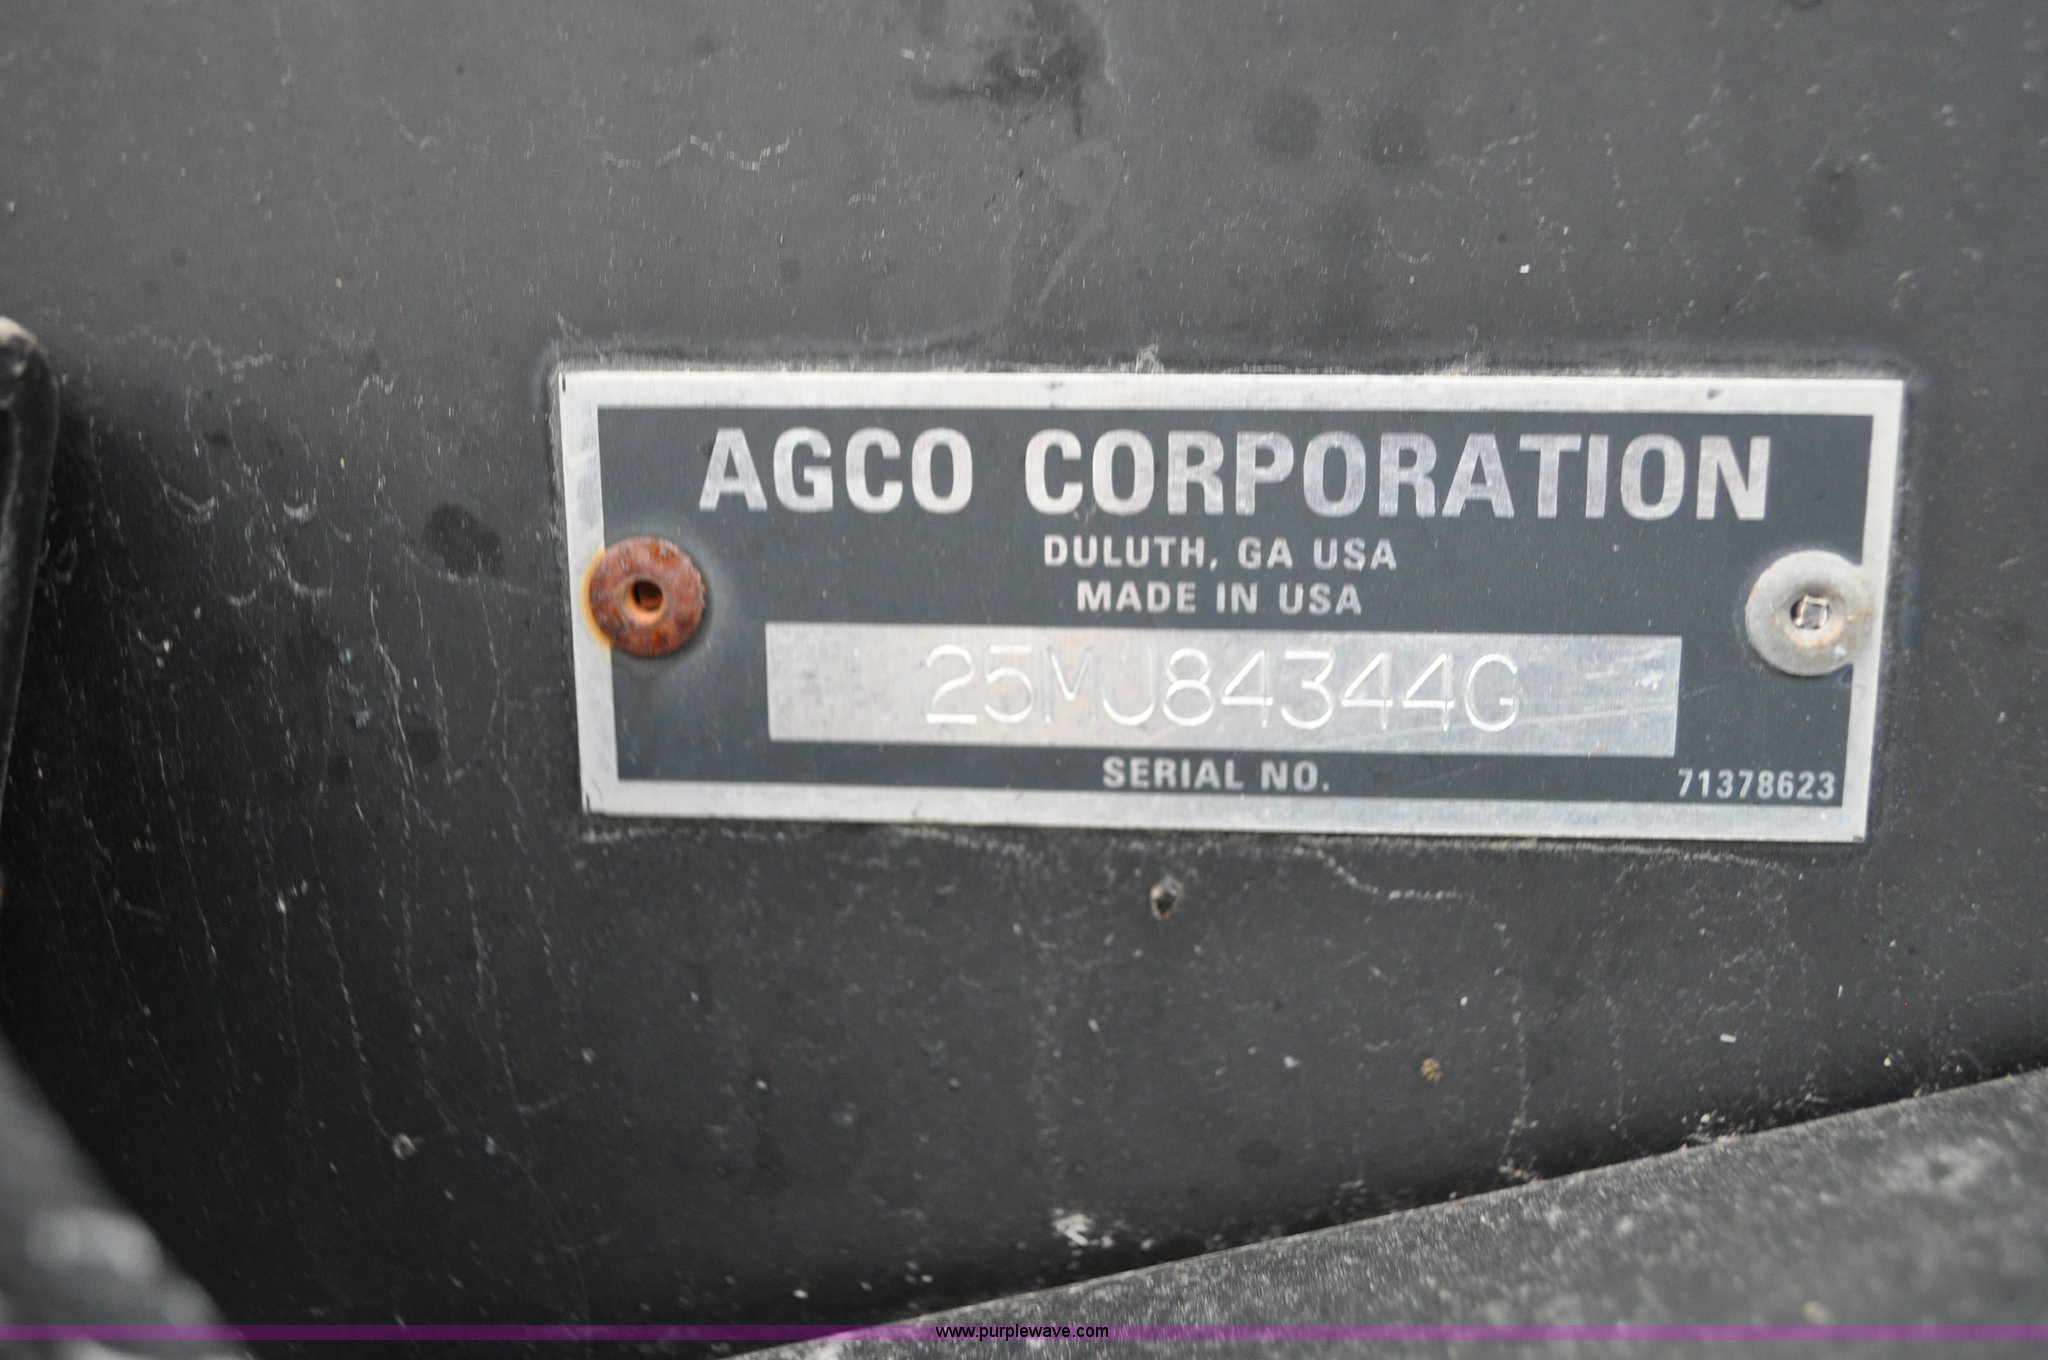 AGCO CORPORATION
DULUTH, GA USA
MADE IN USA
25MJ84344G
SERIAL NO.
71378623
www.purplewave.com